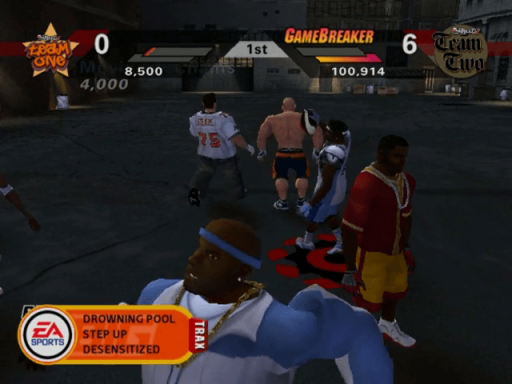 TEAM ONE
0
1st
GAMEBREAKER
6
TEAM TWO
8,500
100,914
4,000
75
EA SPORTS
DROWNING POOL
STEP UP
DESENSITIZED
TRAX